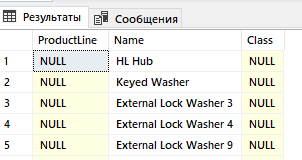 Результаты Сообщения
ProductLine Name Class
1 NULL HL Hub NULL
2 NULL Keyed Washer NULL
3 NULL External Lock Washer 3 NULL
4 NULL External Lock Washer 4 NULL
5 NULL External Lock Washer 9 NULL